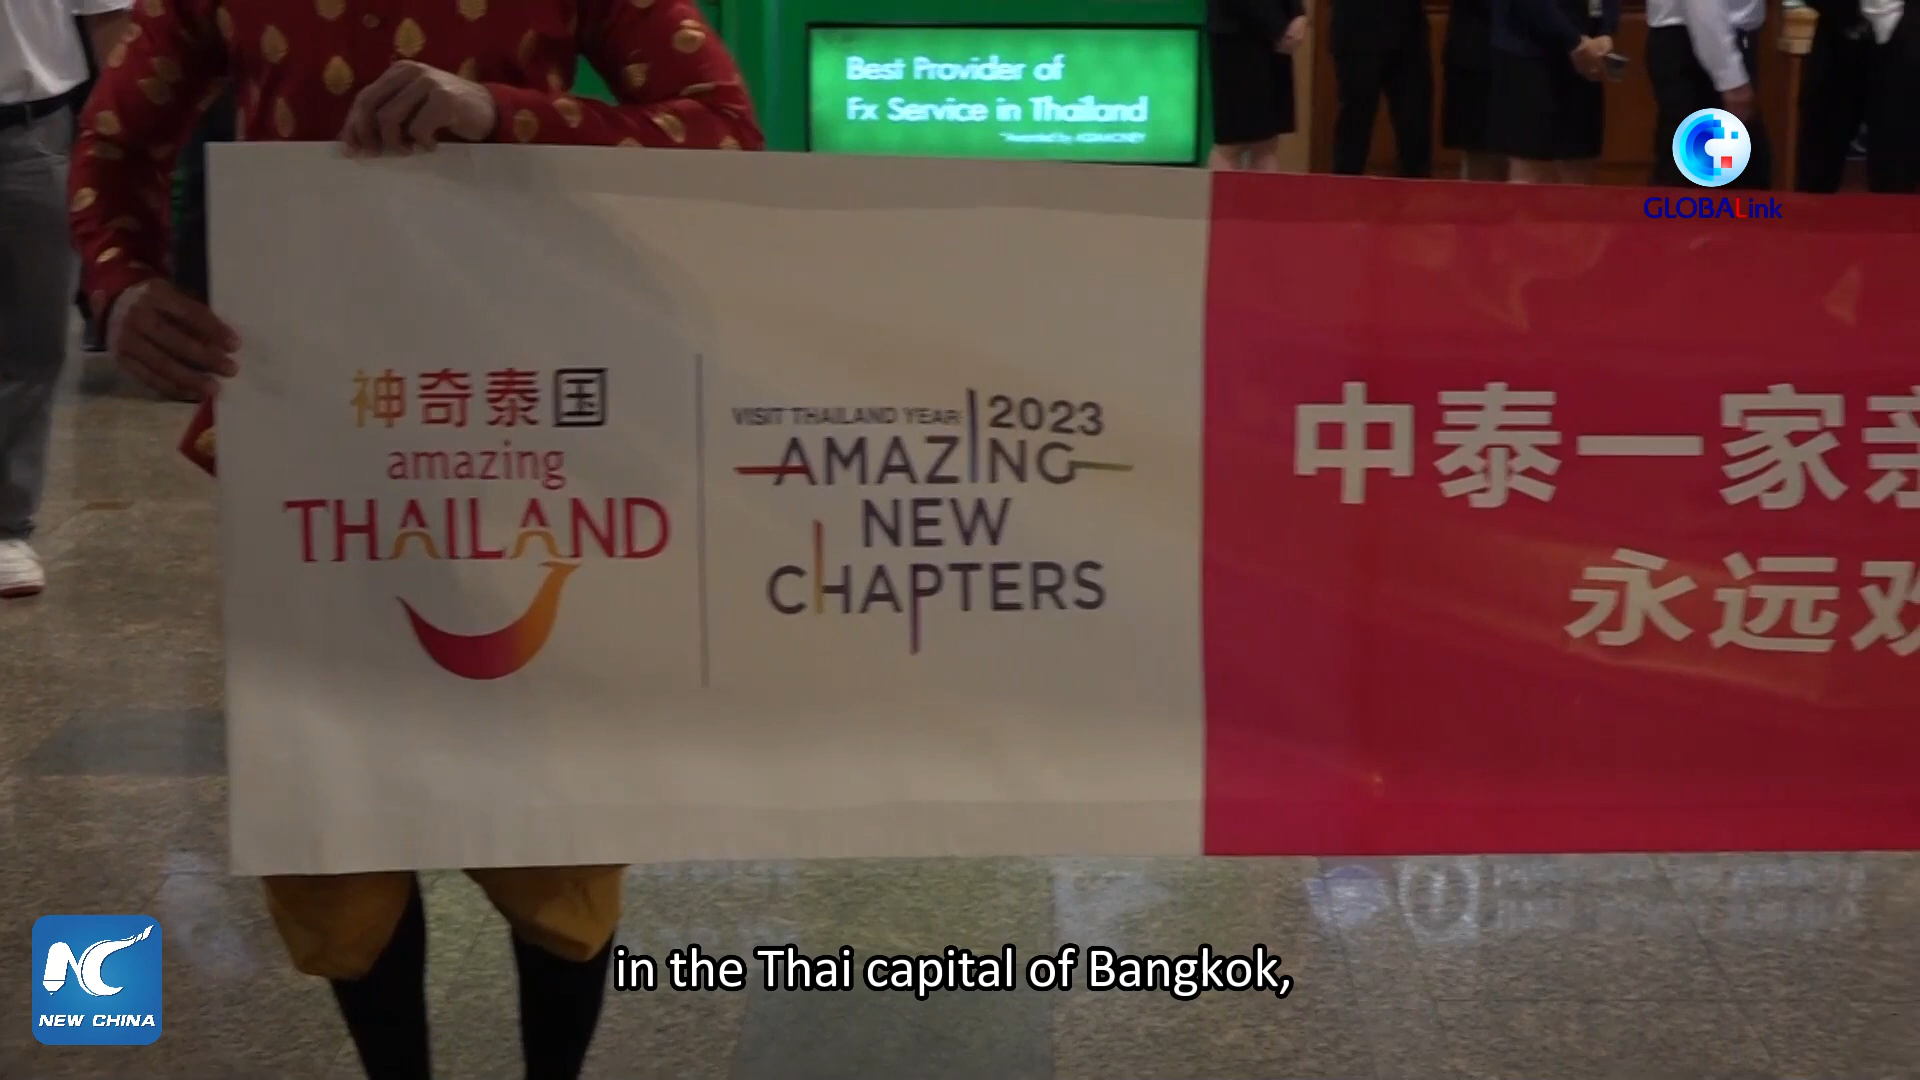 Best Provider of
Fx Service in Thailand
GLOBALink
神奇泰国
amazing
THAILAND
VISIT THAILAND YEAR 2023
AMAZING
NEW
CHAPTERS
中泰一家亲
永远欢
in the Thai capital of Bangkok,
NEW CHINA